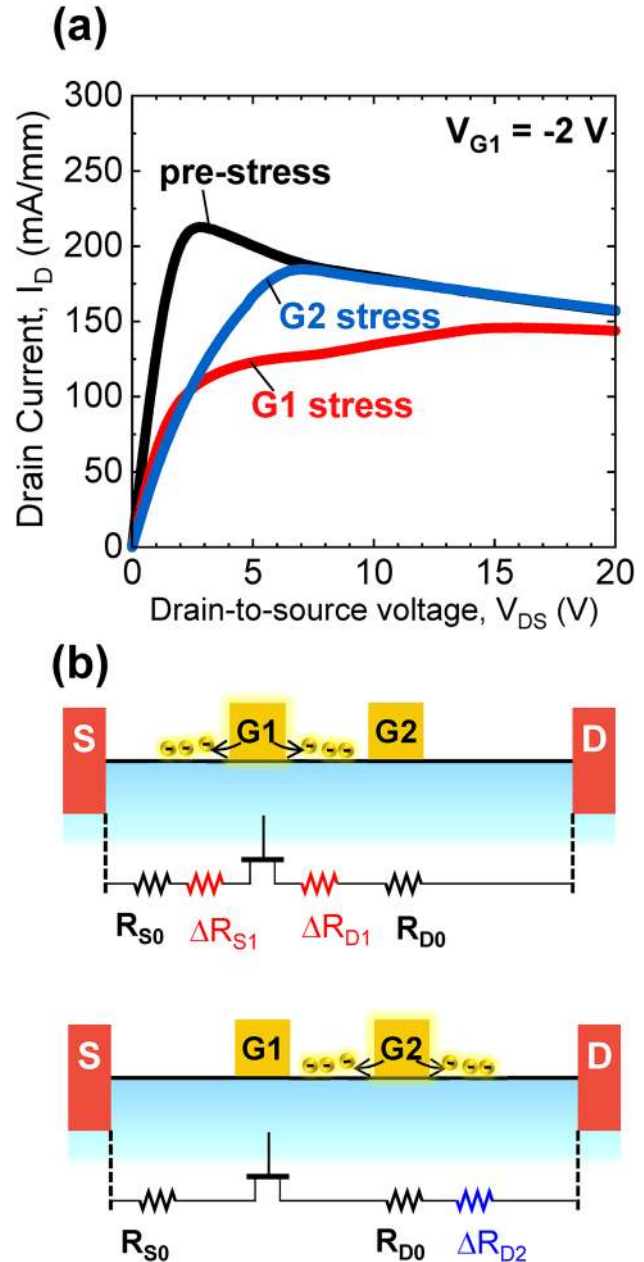 (a)
300
250
200
150
100
50
0
Drain Current, I_D (mA/mm)
V_G1 = -2 V
pre-stress
G2 stress
G1 stress
0 5 10 15 20
Drain-to-source voltage, V_DS (V)
(b)
S G1 G2 D
- - - - - -
R_S0 ΔR_S1 ΔR_D1 R_D0
S G1 G2 D
- - - - - -
R_S0 R_D0 ΔR_D2